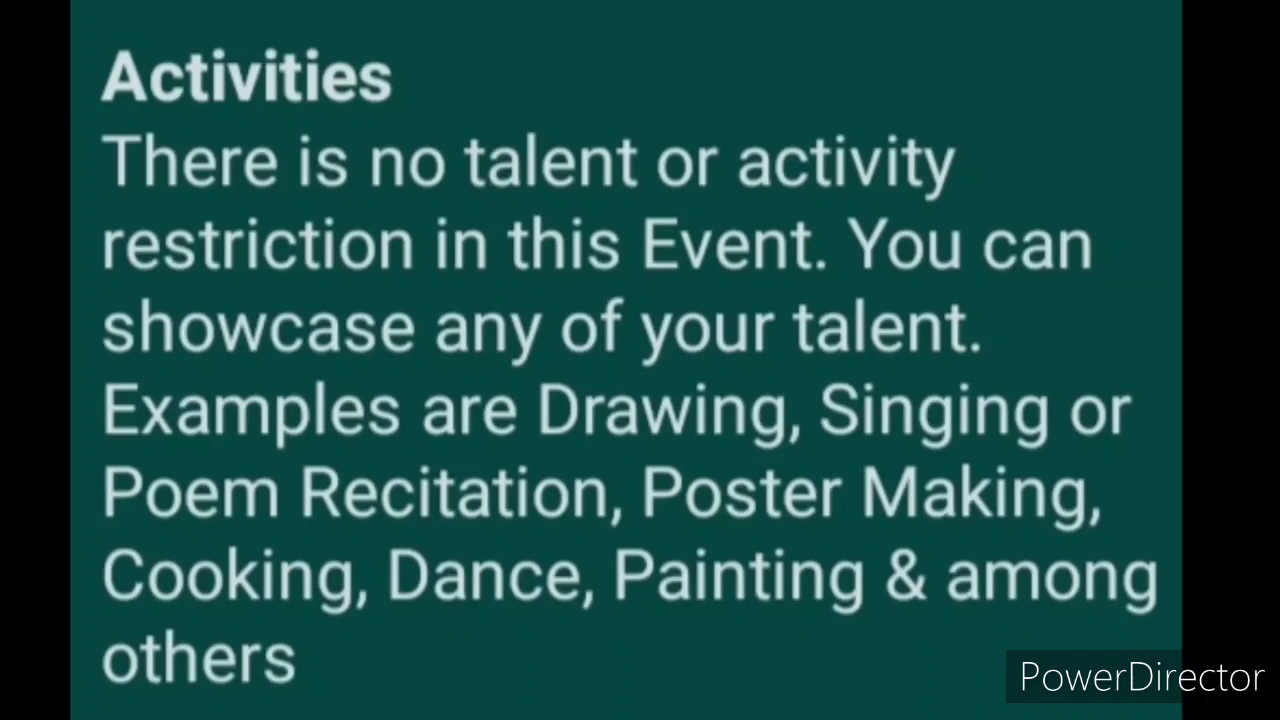 Activities
There is no talent or activity
restriction in this Event. You can
showcase any of your talent.
Examples are Drawing, Singing or
Poem Recitation, Poster Making,
Cooking, Dance, Painting & among
others
PowerDirector